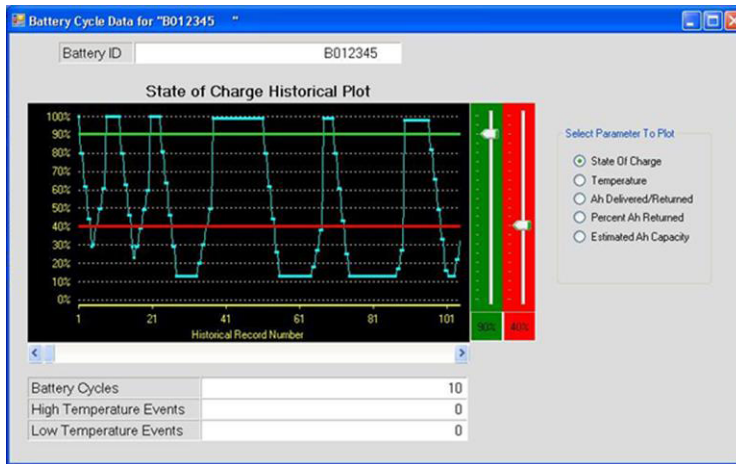 Battery Cycle Data for "B012345 "
Battery ID B012345
State of Charge Historical Plot
100%
90%
80%
70%
60%
50%
40%
30%
20%
10%
0%
1 21 41 61 81 101
Historical Record Number
90% 40%
Select Parameter To Plot
State Of Charge
Temperature
Ah Delivered/Returned
Percent Ah Returned
Estimated Ah Capacity
Battery Cycles 10
High Temperature Events 0
Low Temperature Events 0